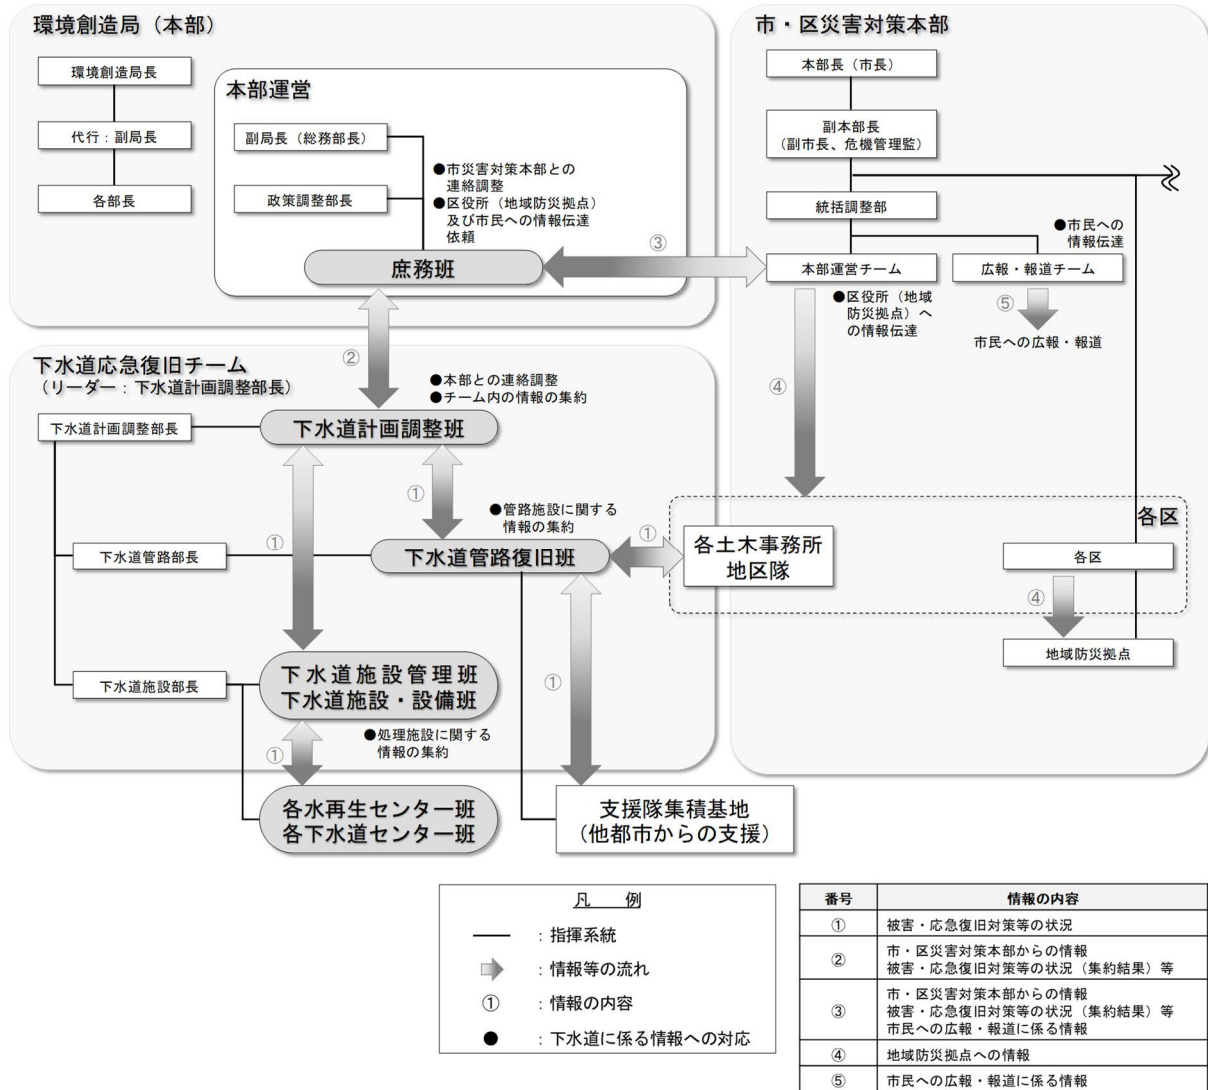 環境創造局（本部）
環境創造局長
代行：副局長
各部長
本部運営
副局長（総務部長）
政策調整部長
●市災害対策本部との
連絡調整
●区役所（地域防災拠点）
及び市民への情報伝達
依頼
庶務班
③
②
市・区災害対策本部
本部長（市長）
副本部長
（副市長、危機管理監）
統括調整部
●市民への
情報伝達
本部運営チーム
広報・報道チーム
●区役所（地域
防災拠点）へ
の情報伝達
⑤
市民への広報・報道
④
下水道応急復旧チーム
（リーダー：下水道計画調整部長）
●本部との連絡調整
●チーム内の情報の集約
下水道計画調整部長
下水道計画調整班
①
①
●管路施設に関する
情報の集約
下水道管路部長
下水道管路復旧班
①
各土木事務所
地区隊
各区
各区
④
地域防災拠点
下水道施設部長
下水道施設管理班
下水道施設・設備班
①
●処理施設に関する
情報の集約
①
各水再生センター班
各下水道センター班
支援隊集積基地
（他都市からの支援）
凡　例
：指揮系統
：情報等の流れ
①：情報の内容
●：下水道に係る情報への対応
番号 情報の内容
① 被害・応急復旧対策等の状況
② 市・区災害対策本部からの情報
被害・応急復旧対策等の状況（集約結果）等
③ 市・区災害対策本部からの情報
被害・応急復旧対策等の状況（集約結果）等
市民への広報・報道に係る情報
④ 地域防災拠点への情報
⑤ 市民への広報・報道に係る情報